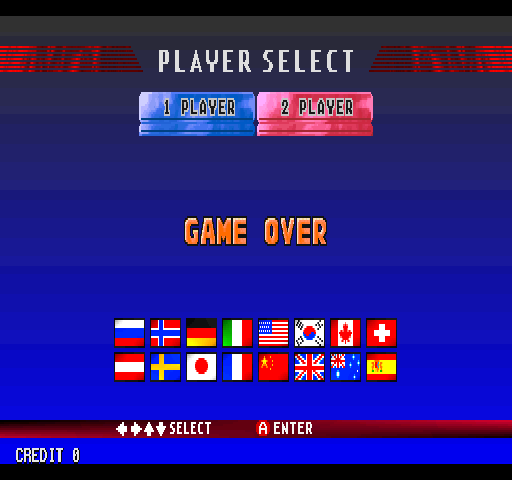 PLAYER SELECT
1 PLAYER 2 PLAYER
GAME OVER
SELECT A ENTER
CREDIT 0